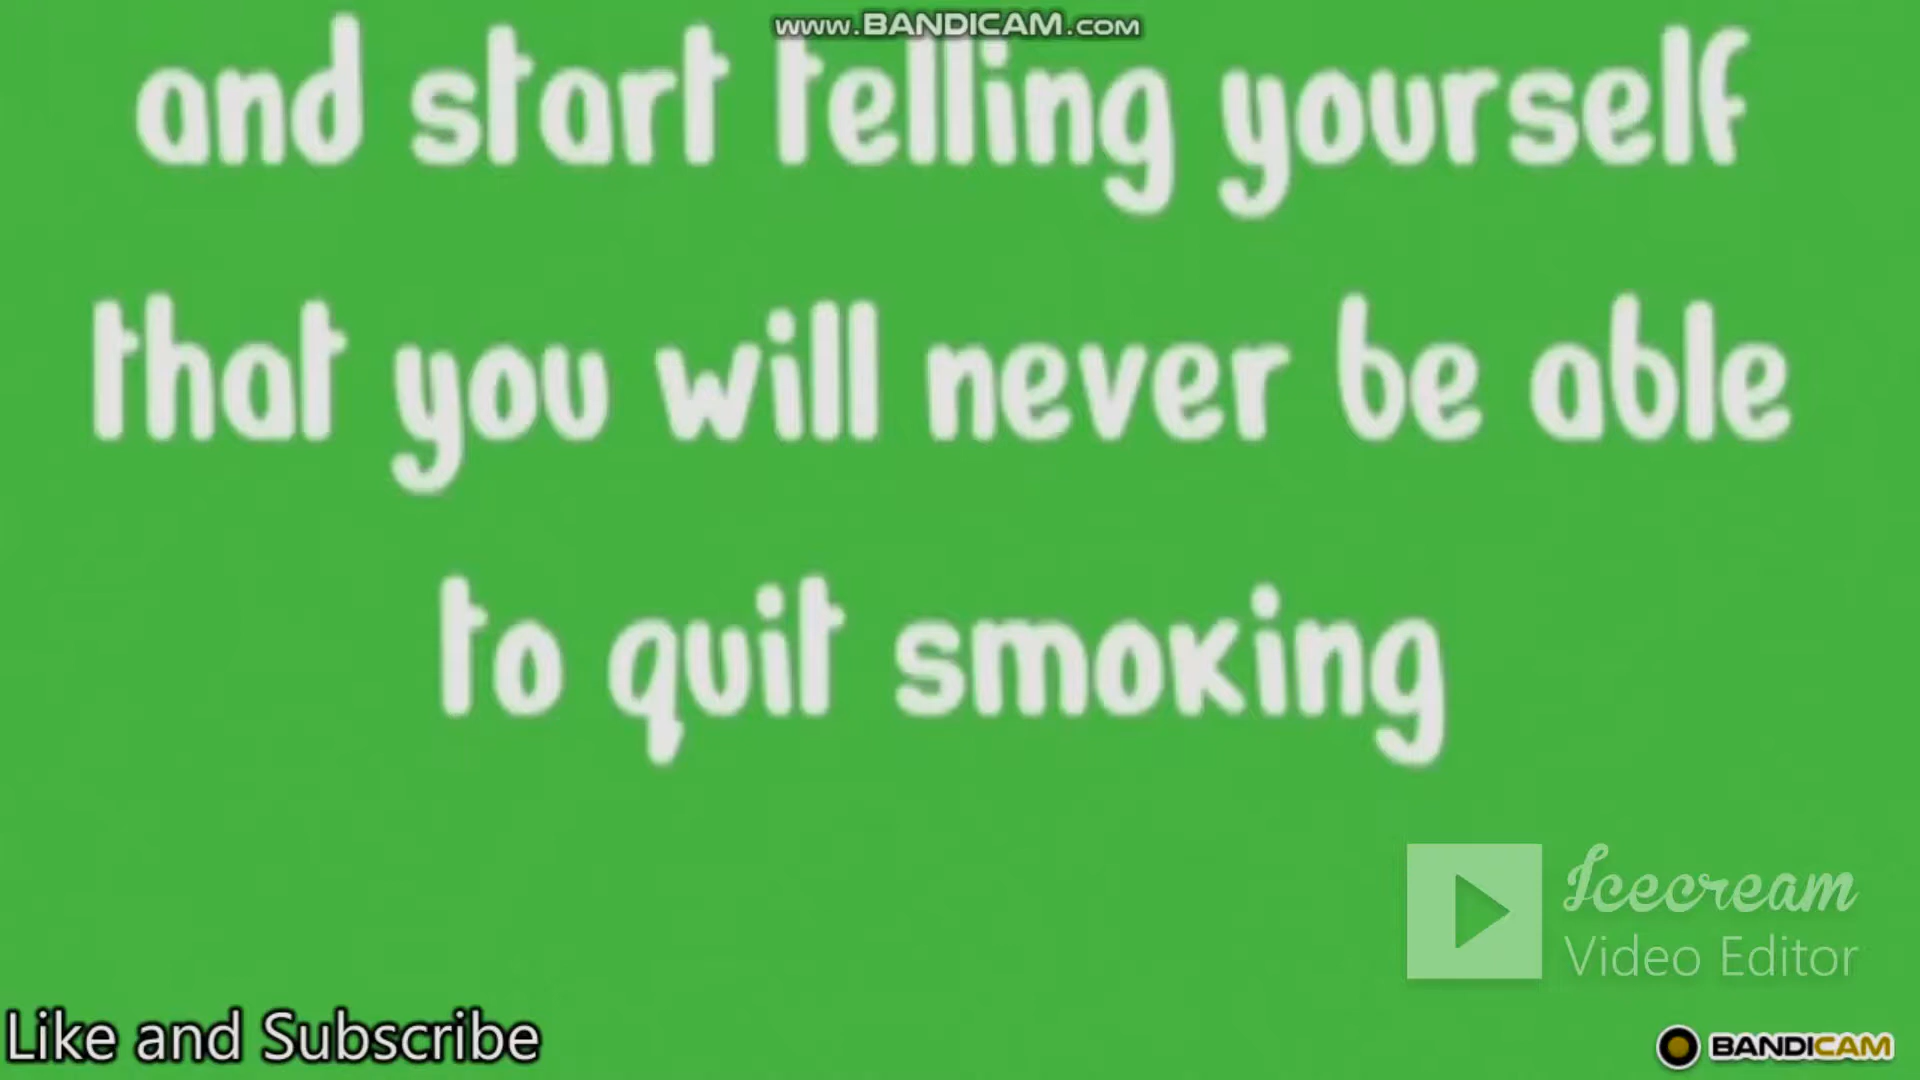 www.BANDICAM.COM
and start telling yourself
that you will never be able
to quit smoking
Icecream
Video Editor
Like and Subscribe
BANDICAM